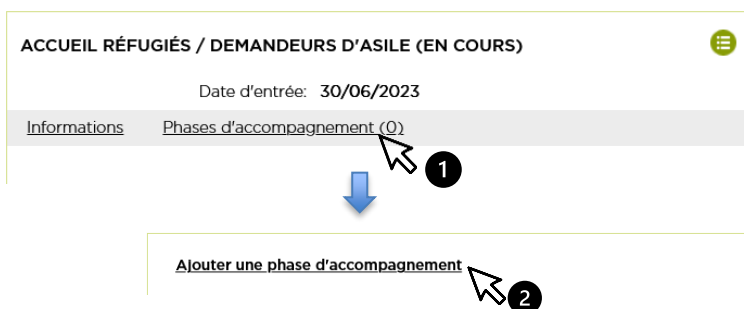 ACCUEIL RÉFUGIÉS / DEMANDEURS D'ASILE (EN COURS)
Date d'entrée: 30/06/2023
Informations Phases d'accompagnement (0)
1
Ajouter une phase d'accompagnement
2